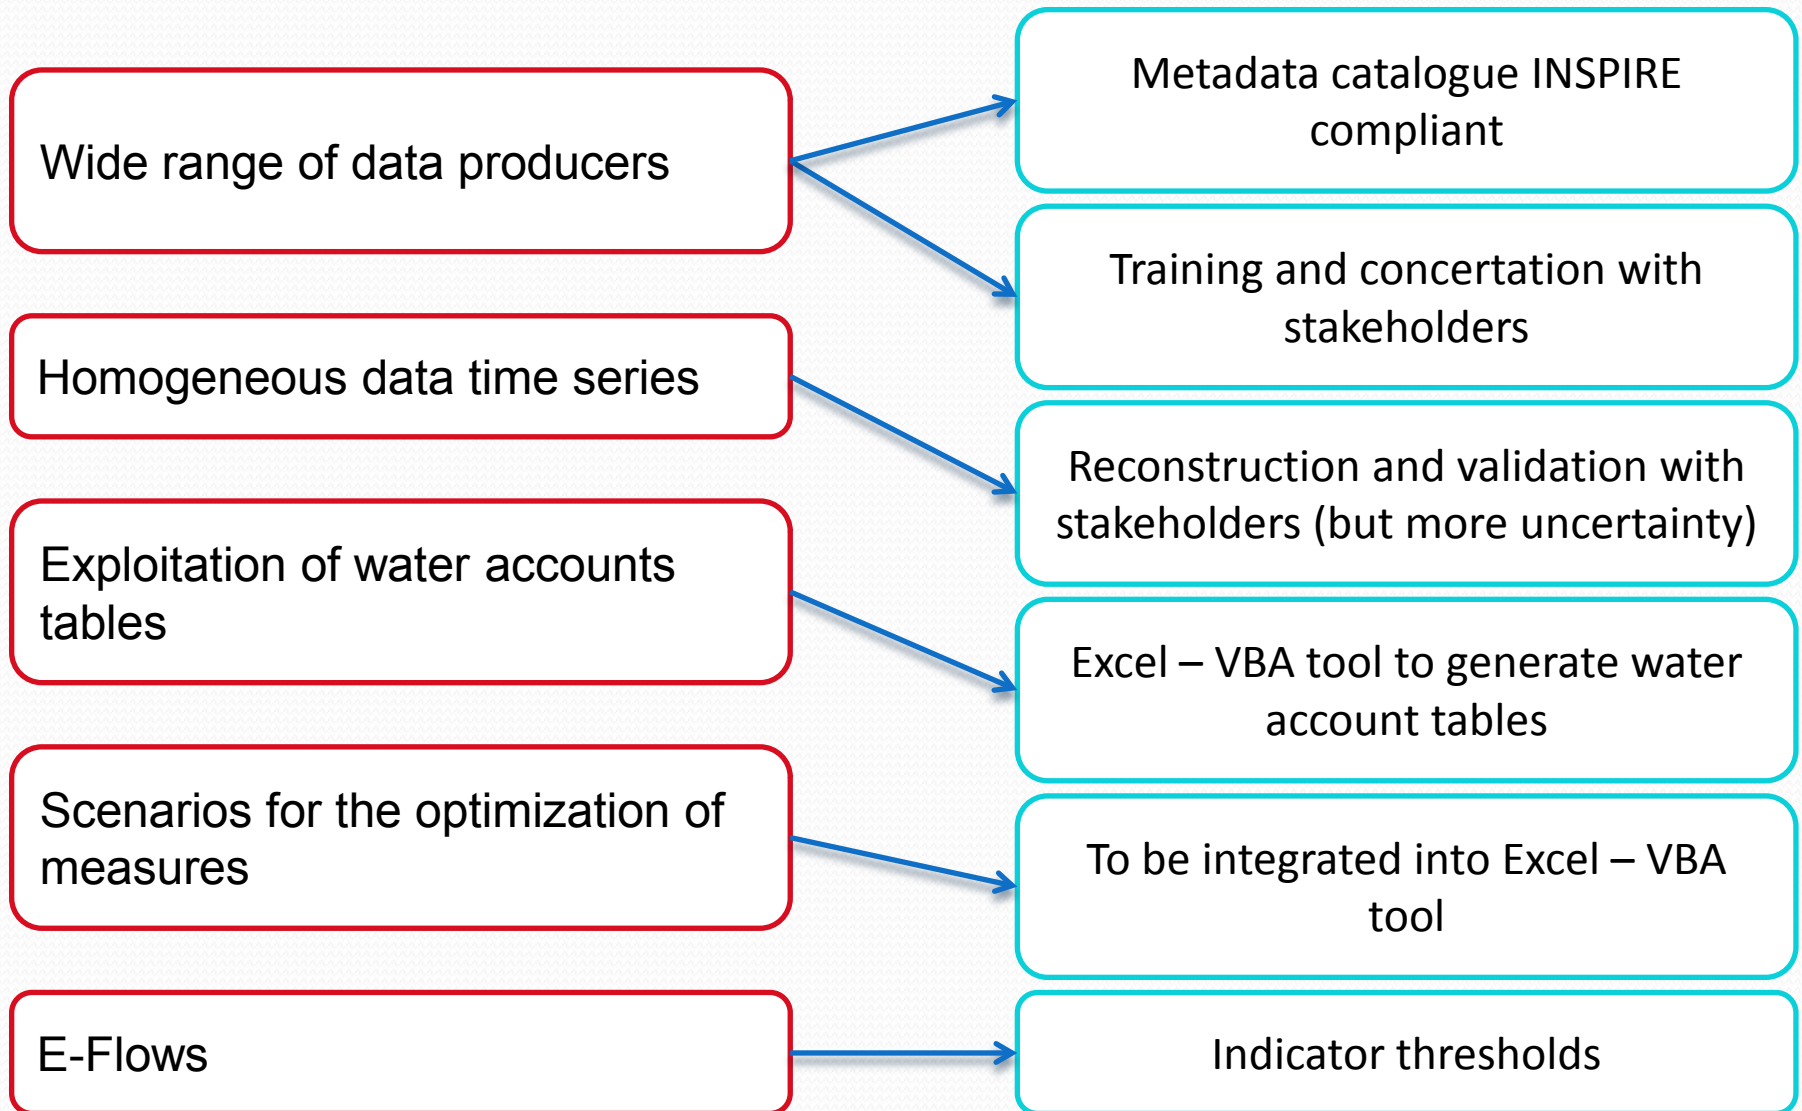 Wide range of data producers
Metadata catalogue INSPIRE
compliant
Training and concertation with
stakeholders
Homogeneous data time series
Reconstruction and validation with
stakeholders (but more uncertainty)
Exploitation of water accounts
tables
Excel – VBA tool to generate water
account tables
Scenarios for the optimization of
measures
To be integrated into Excel – VBA
tool
E-Flows
Indicator thresholds